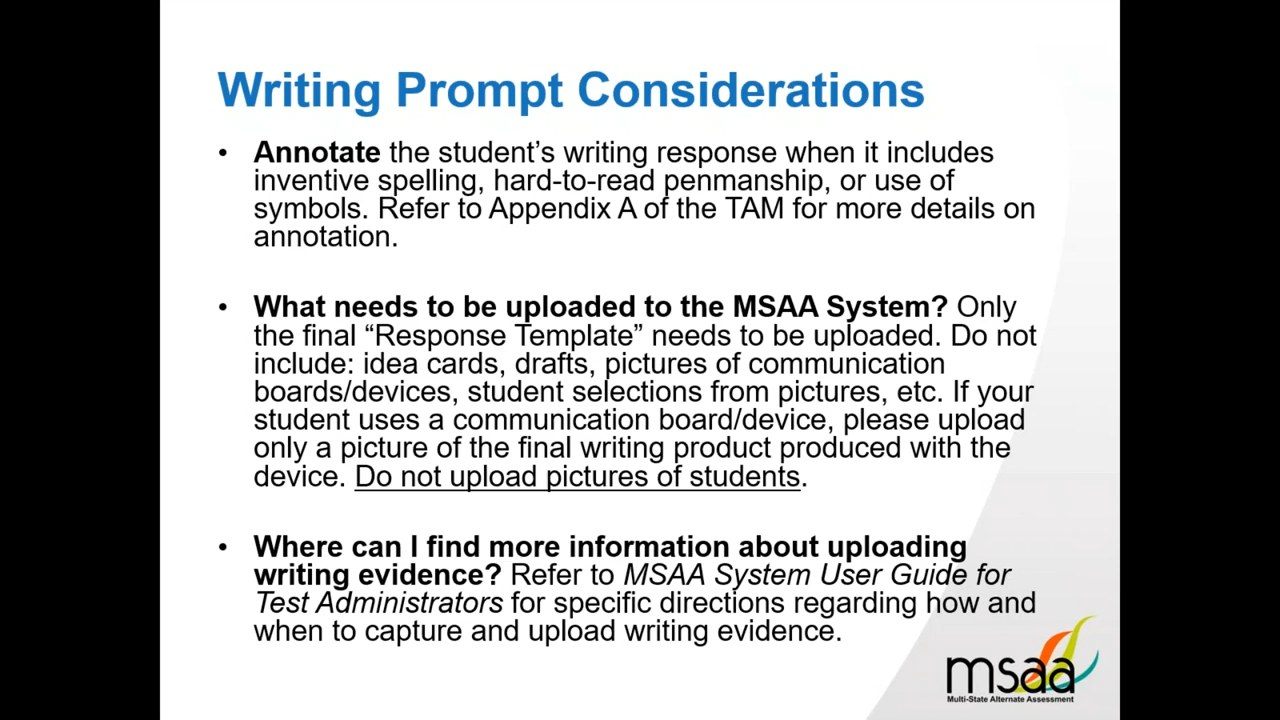 Writing Prompt Considerations
• Annotate the student’s writing response when it includes
inventive spelling, hard-to-read penmanship, or use of
symbols. Refer to Appendix A of the TAM for more details on
annotation.
• What needs to be uploaded to the MSAA System? Only
the final “Response Template” needs to be uploaded. Do not
include: idea cards, drafts, pictures of communication
boards/devices, student selections from pictures, etc. If your
student uses a communication board/device, please upload
only a picture of the final writing product produced with the
device. Do not upload pictures of students.
• Where can I find more information about uploading
writing evidence? Refer to MSAA System User Guide for
Test Administrators for specific directions regarding how and
when to capture and upload writing evidence.
msaa
Multi-State Alternate Assessment